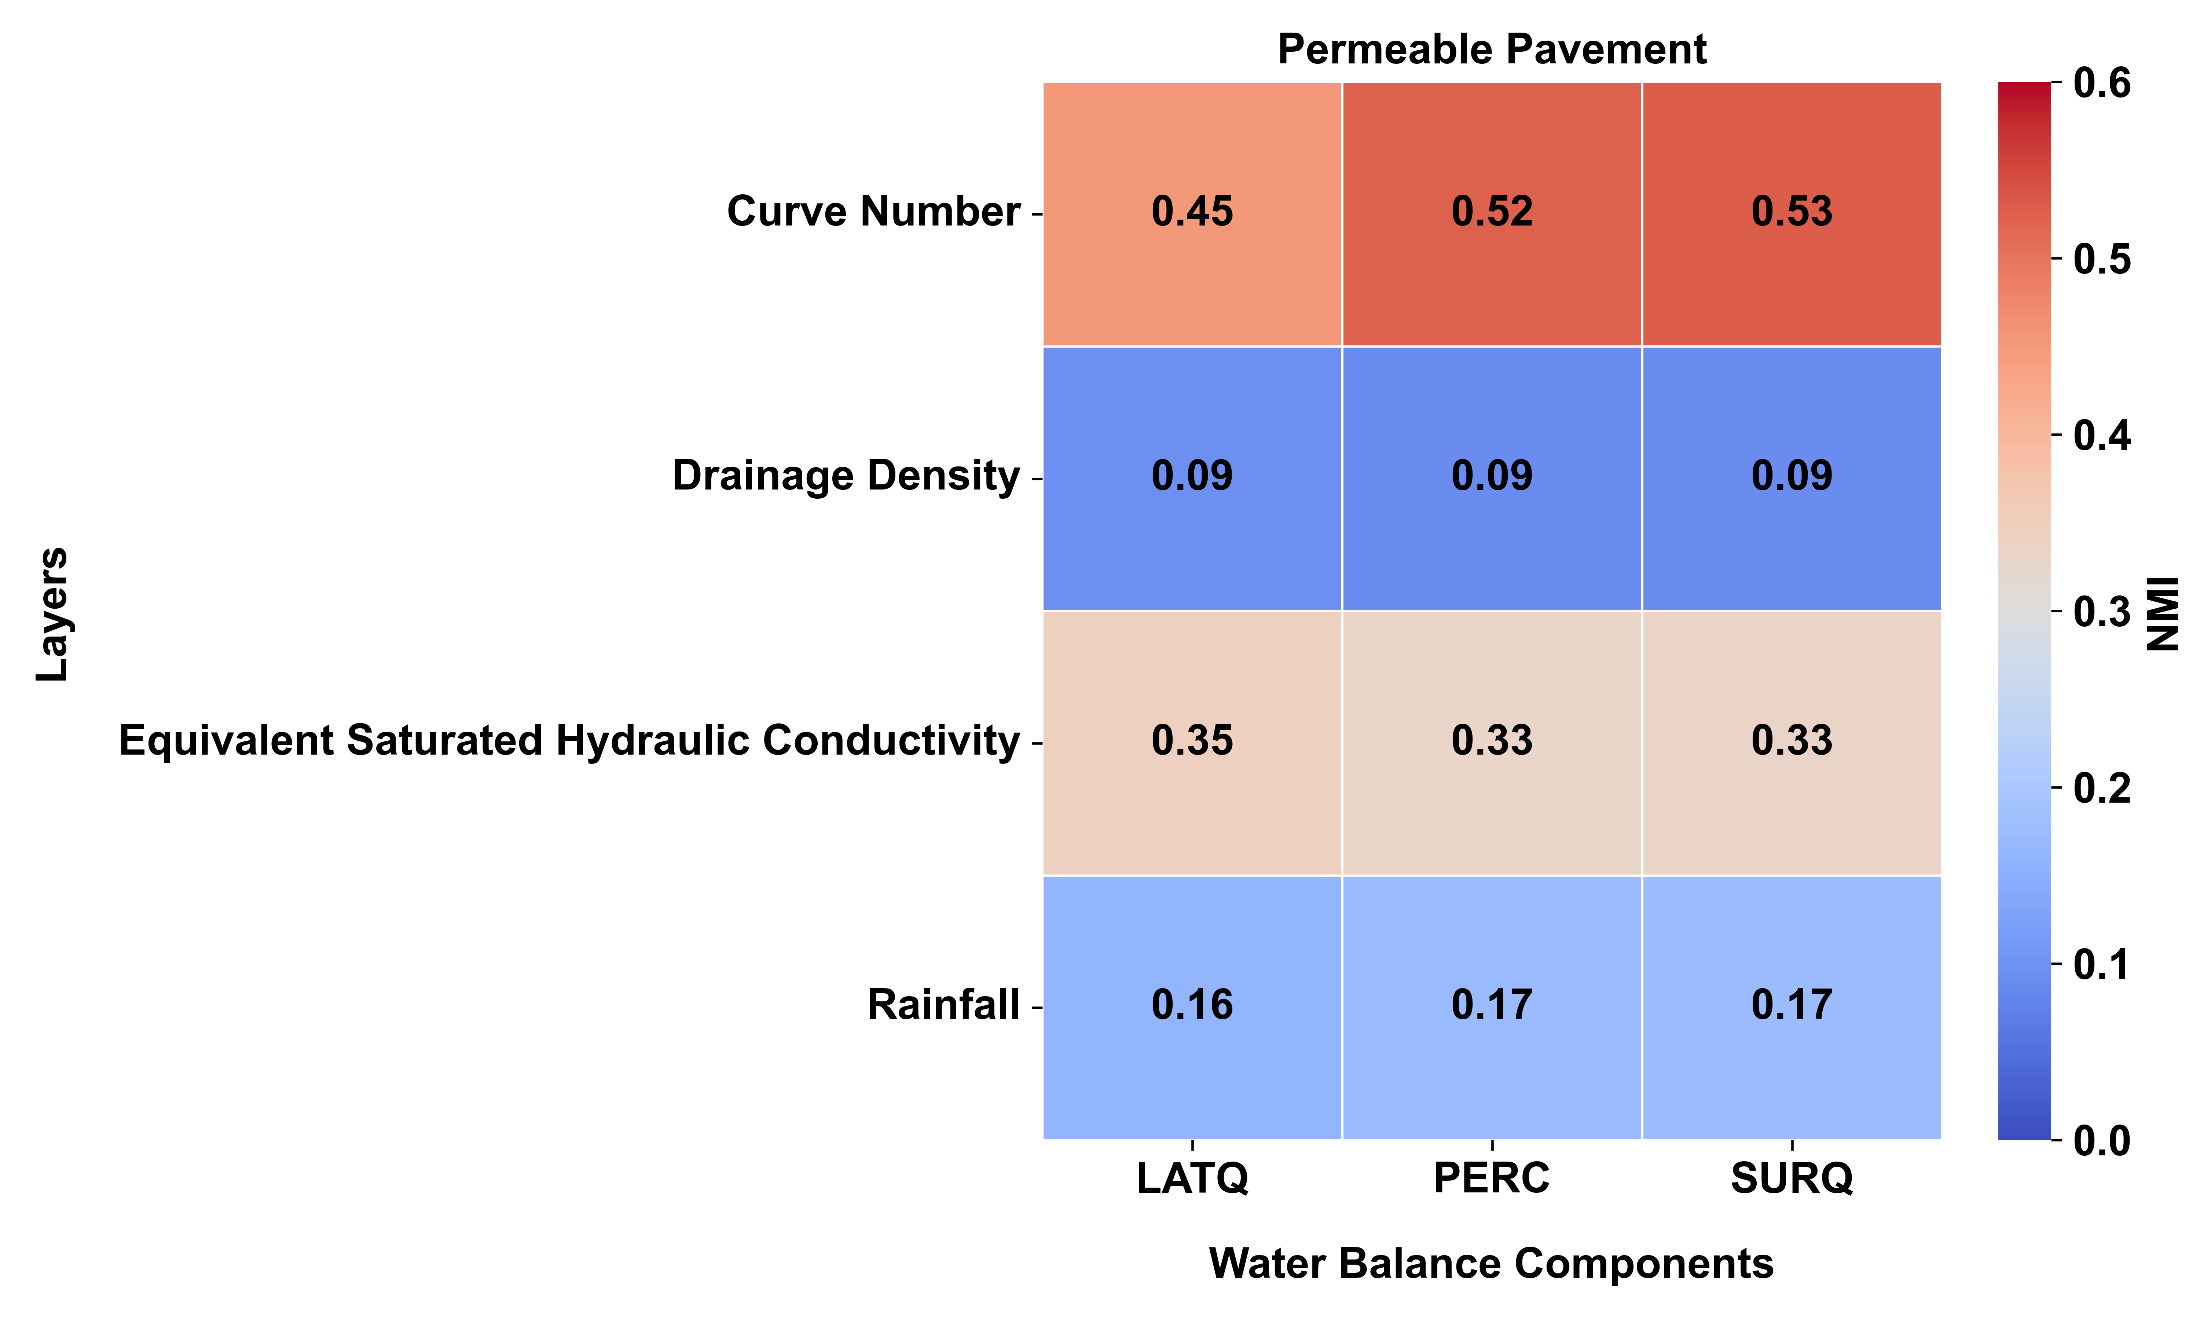 Permeable Pavement
Curve Number
0.45 0.52 0.53
Drainage Density
0.09 0.09 0.09
Equivalent Saturated Hydraulic Conductivity
0.35 0.33 0.33
Rainfall
0.16 0.17 0.17
LATQ PERC SURQ
Water Balance Components
Layers
0.6
0.5
0.4
0.3
0.2
0.1
0.0
NMI